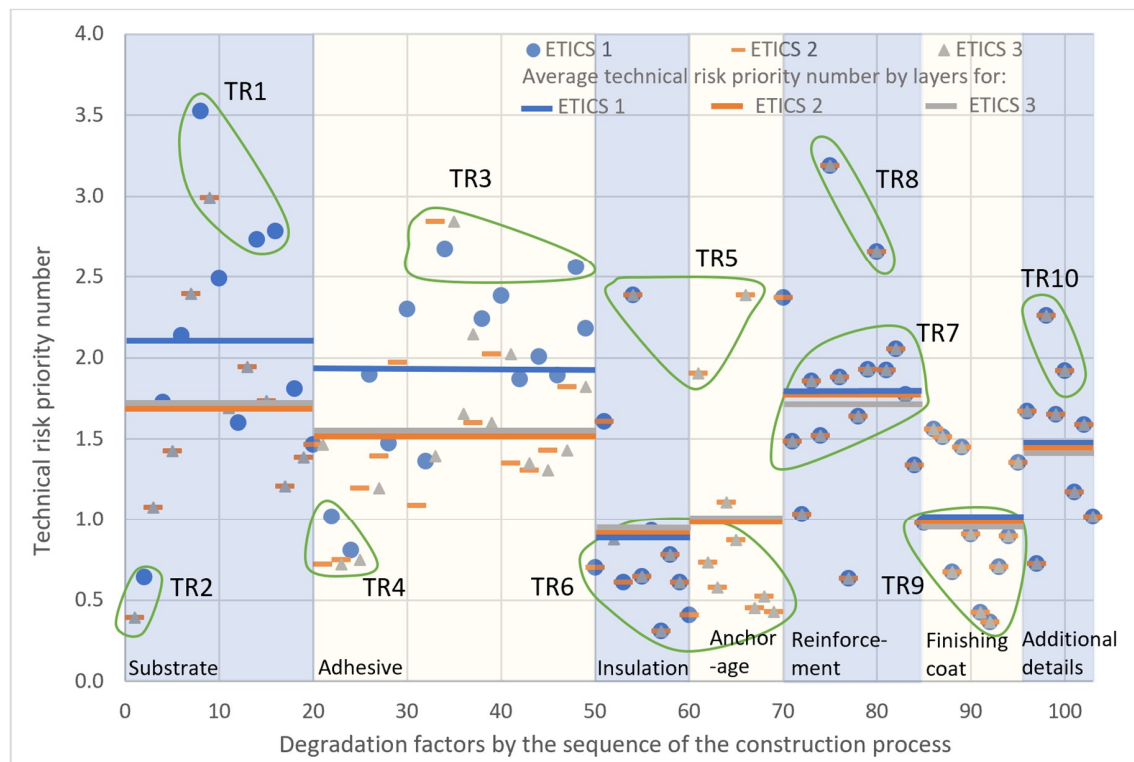 4.0
ETICS 1 ETICS 2 ETICS 3
Average technical risk priority number by layers for:
ETICS 1 ETICS 2 ETICS 3
3.5
3.0
2.5
2.0
1.5
1.0
0.5
0.0
Technical risk priority number
TR1
TR2
TR3
TR4
TR5
TR6
TR7
TR8
TR9
TR10
Substrate
Adhesive
Insulation
Anchor
-age
Reinforce-
ment
Finishing
coat
Additional
details
0 10 20 30 40 50 60 70 80 90 100
Degradation factors by the sequence of the construction process